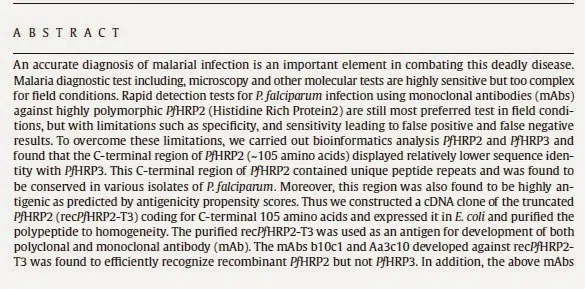 A B S T R A C T
An accurate diagnosis of malarial infection is an important element in combating this deadly disease.
Malaria diagnostic test including, microscopy and other molecular tests are highly sensitive but too complex
for field conditions. Rapid detection tests for P. falciparum infection using monoclonal antibodies (mAbs)
against highly polymorphic PfHRP2 (Histidine Rich Protein2) are still most preferred test in field condi-
tions, but with limitations such as specificity, and sensitivity leading to false positive and false negative
results. To overcome these limitations, we carried out bioinformatics analysis PfHRP2 and PfHRP3 and
found that the C-terminal region of PfHRP2 (~105 amino acids) displayed relatively lower sequence iden-
tity with PfHRP3. This C-terminal region of PfHRP2 contained unique peptide repeats and was found to
be conserved in various isolates of P. falciparum. Moreover, this region was also found to be highly an-
tigenic as predicted by antigenicity propensity scores. Thus we constructed a cDNA clone of the truncated
PfHRP2 (recPfHRP2-T3) coding for C-terminal 105 amino acids and expressed it in E. coli and purified the
polypeptide to homogeneity. The purified recPfHRP2-T3 was used as an antigen for development of both
polyclonal and monoclonal antibody (mAb). The mAbs b10c1 and Aa3c10 developed against recPfHRP2-
T3 was found to efficiently recognize recombinant PfHRP2 but not PfHRP3. In addition, the above mAbs